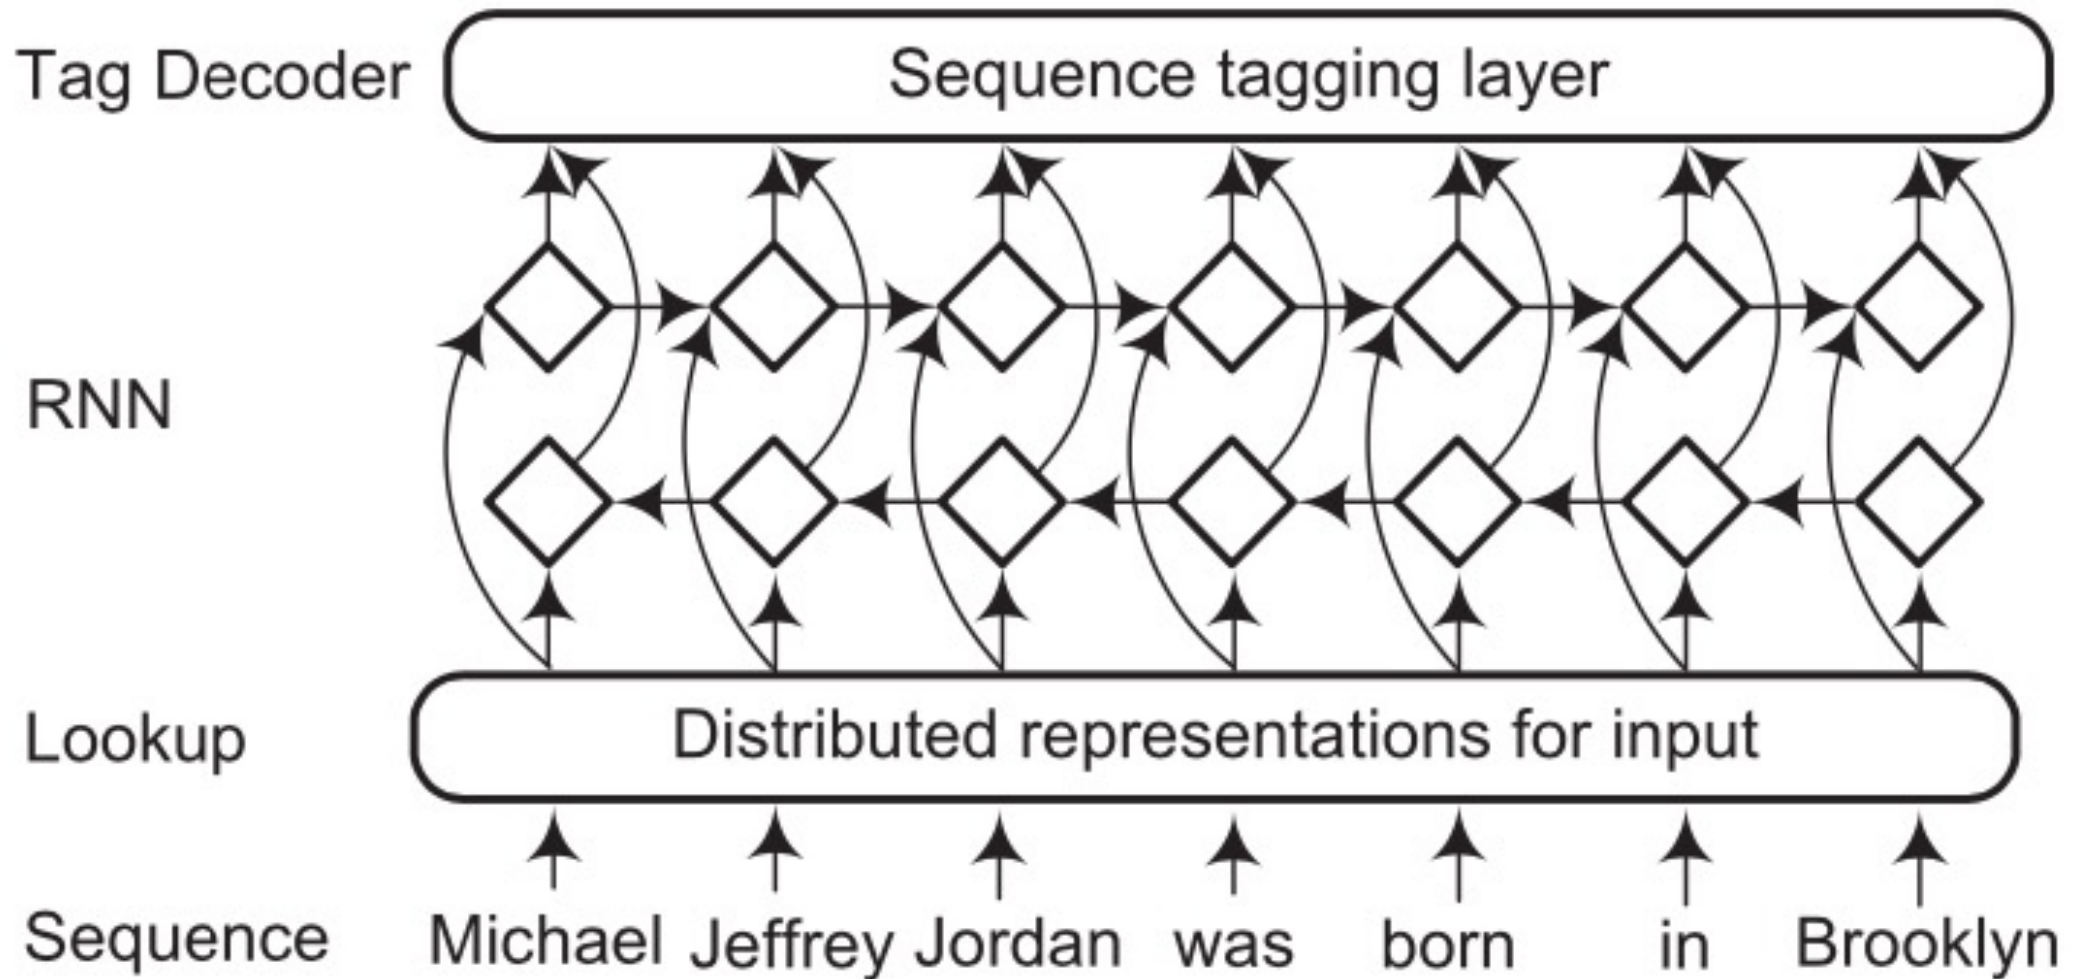 Tag Decoder Sequence tagging layer
RNN
Lookup Distributed representations for input
Sequence Michael Jeffrey Jordan was born in Brooklyn